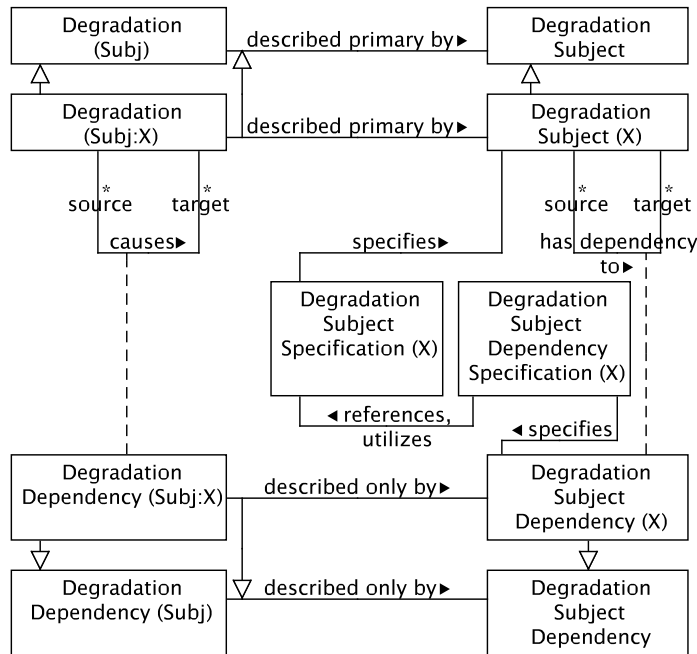 Degradation
(Subj)
described primary by▶
Degradation
Subject
Degradation
(Subj:X)
described primary by▶
Degradation
Subject (X)
*
source
*
target
causes▶
*
source
*
target
has dependency
to▶
specifies▶
Degradation
Subject
Specification (X)
Degradation
Subject
Dependency
Specification (X)
◀ references,
utilizes
◀ specifies
Degradation
Dependency (Subj:X)
described only by▶
Degradation
Subject
Dependency (X)
Degradation
Dependency (Subj)
described only by▶
Degradation
Subject
Dependency